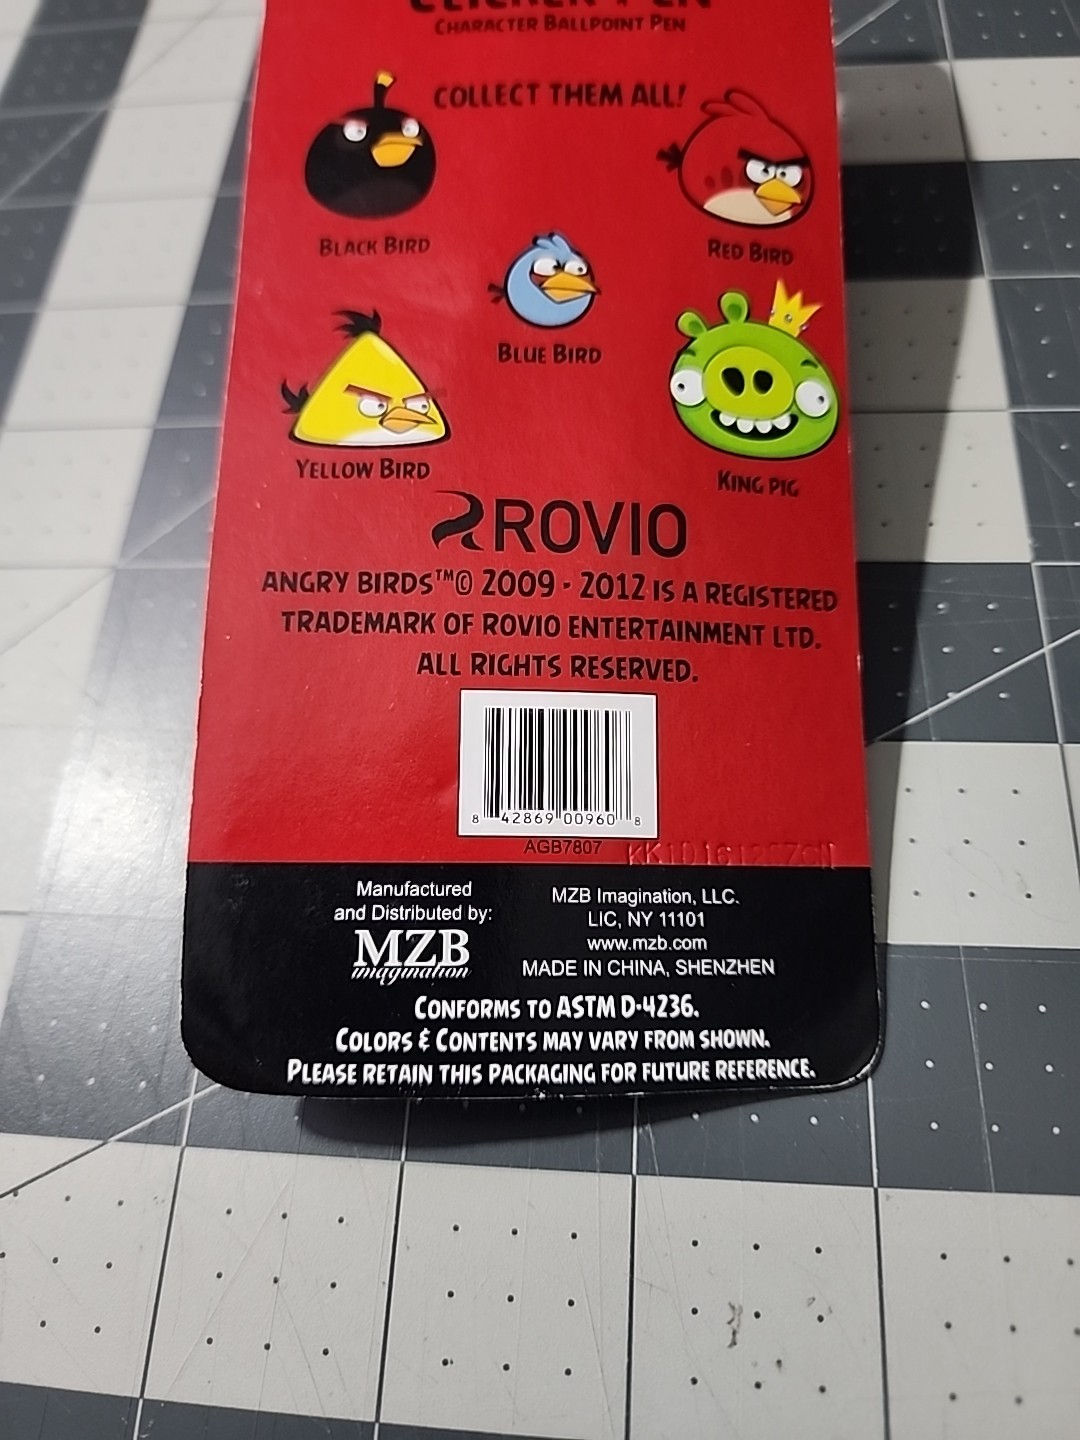 CHARACTER BALLPOINT PEN
COLLECT THEM ALL!
BLACK BIRD
RED BIRD
BLUE BIRD
YELLOW BIRD
KING PIG
ROVIO
ANGRY BIRDS™© 2009 - 2012 IS A REGISTERED
TRADEMARK OF ROVIO ENTERTAINMENT LTD.
ALL RIGHTS RESERVED.
8 42869 00960 8
AGB7807
Manufactured
and Distributed by:
MZB
imagination
MZB Imagination, LLC.
LIC, NY 11101
www.mzb.com
MADE IN CHINA, SHENZHEN
CONFORMS TO ASTM D-4236.
COLORS & CONTENTS MAY VARY FROM SHOWN.
PLEASE RETAIN THIS PACKAGING FOR FUTURE REFERENCE.